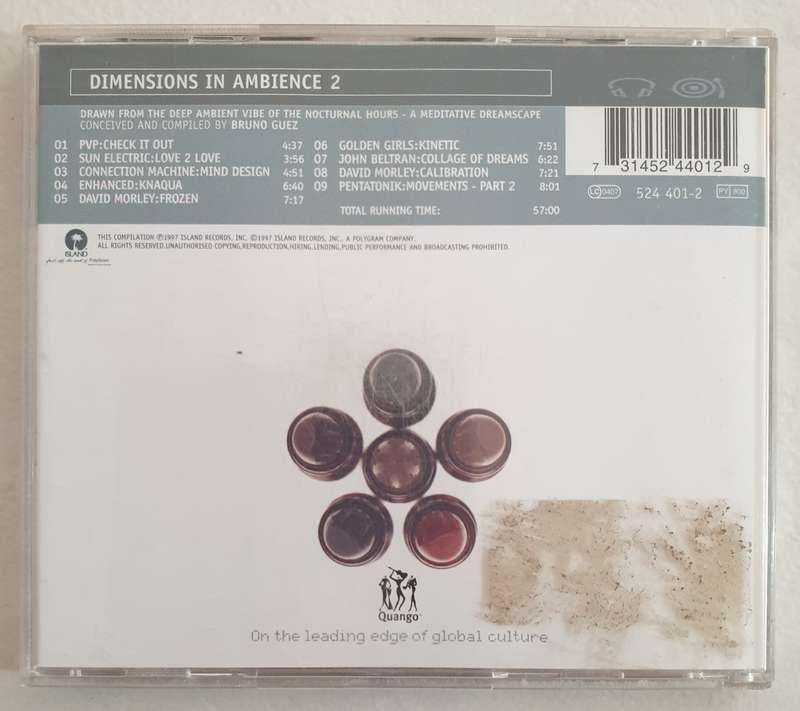 DIMENSIONS IN AMBIENCE 2
DRAWN FROM THE DEEP AMBIENT VIBE OF THE NOCTURNAL HOURS - A MEDITATIVE DREAMSCAPE
CONCEIVED AND COMPILED BY BRUNO GUEZ
01 PVP:CHECK IT OUT 4:37
02 SUN ELECTRIC:LOVE 2 LOVE 3:56
03 CONNECTION MACHINE:MIND DESIGN 4:51
04 ENHANCED:KNAQUA 6:40
05 DAVID MORLEY:FROZEN 7:17
06 GOLDEN GIRLS:KINETIC 7:51
07 JOHN BELTRAN:COLLAGE OF DREAMS 6:22
08 DAVID MORLEY:CALIBRATION 7:21
09 PENTATONIK:MOVEMENTS - PART 2 8:01
TOTAL RUNNING TIME: 57:00
7 31452 44012 9
LC 0407 524 401-2 PY 900
ISLAND
THIS COMPILATION ℗1997 ISLAND RECORDS, INC. ©1997 ISLAND RECORDS, INC., A POLYGRAM COMPANY.
ALL RIGHTS RESERVED.UNAUTHORISED COPYING,REPRODUCTION,HIRING,LENDING,PUBLIC PERFORMANCE AND BROADCASTING PROHIBITED.
Quango
On the leading edge of global culture